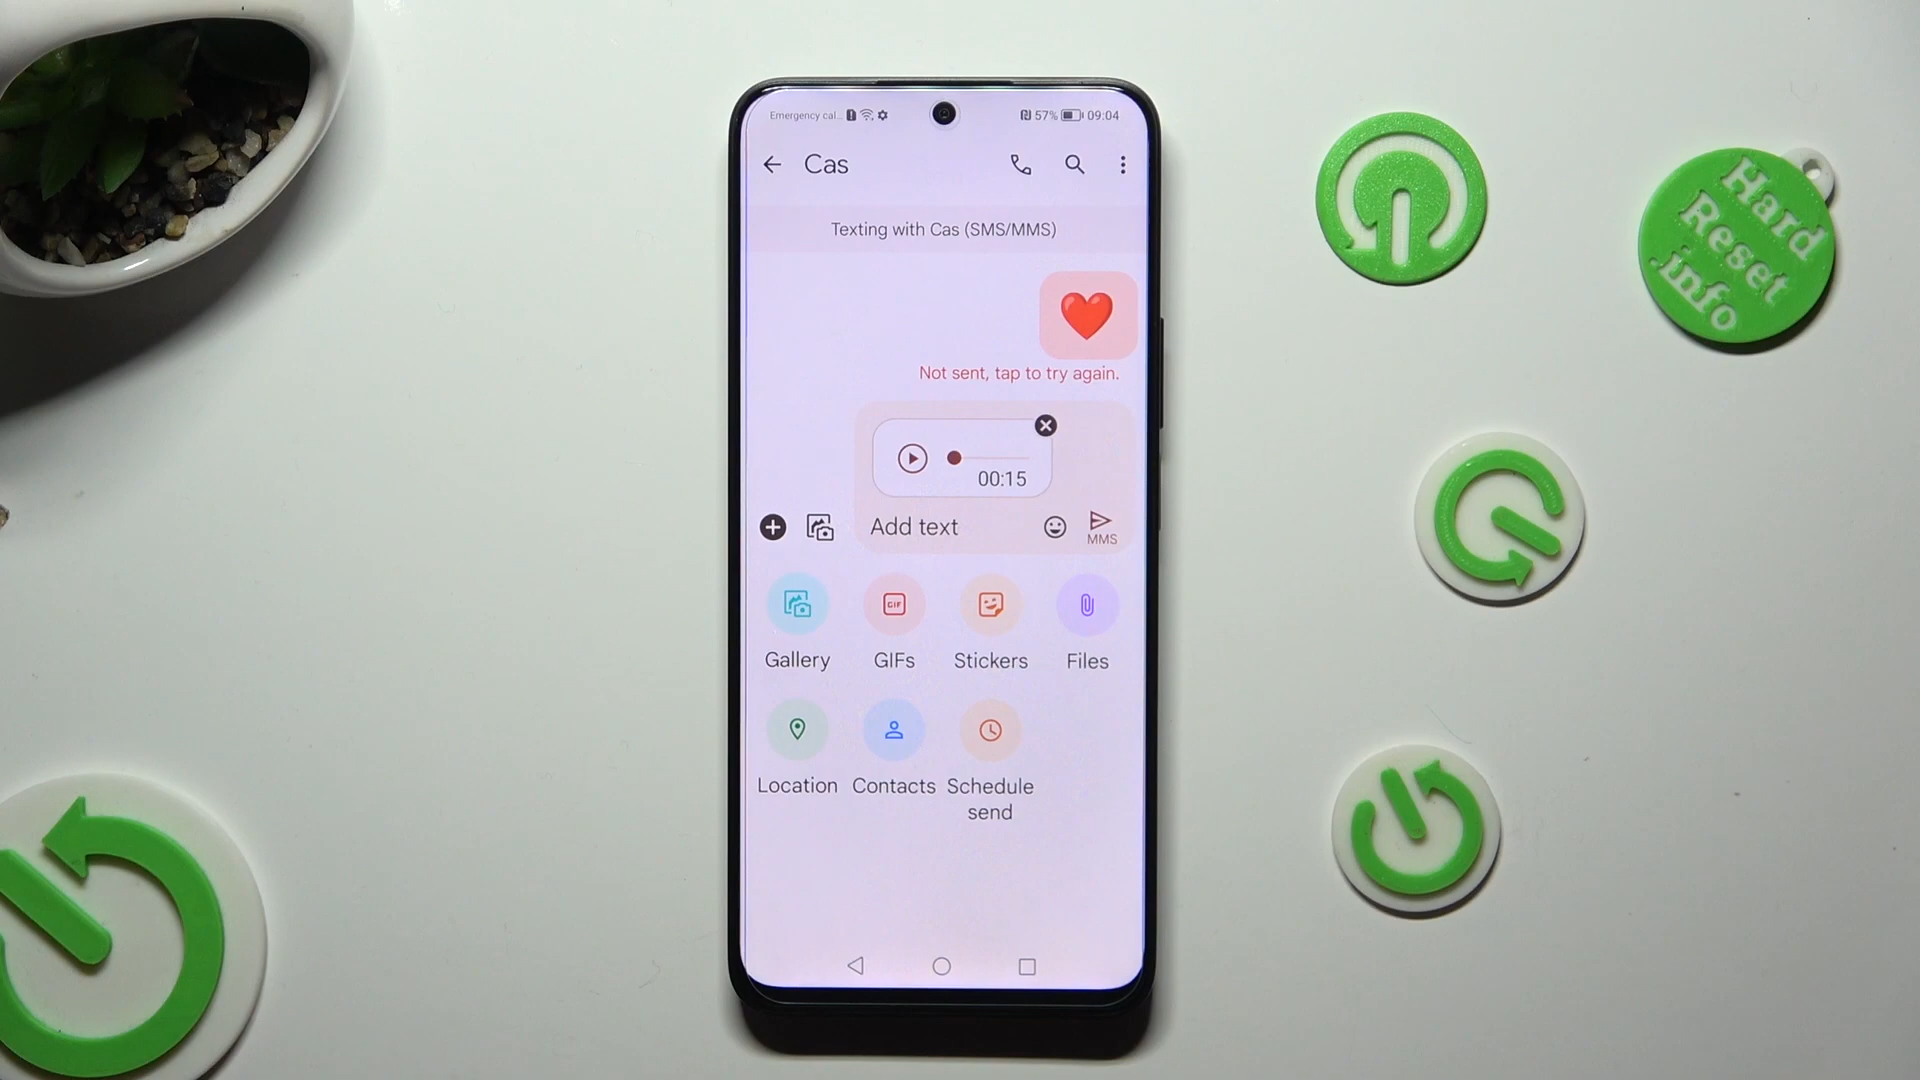 Emergency cal...
57%
09:04
Cas
Texting with Cas (SMS/MMS)
Not sent, tap to try again.
00:15
Add text
MMS
Gallery
GIF
GIFs
Stickers
Files
Location
Contacts
Schedule
send
Hard
Reset
.info